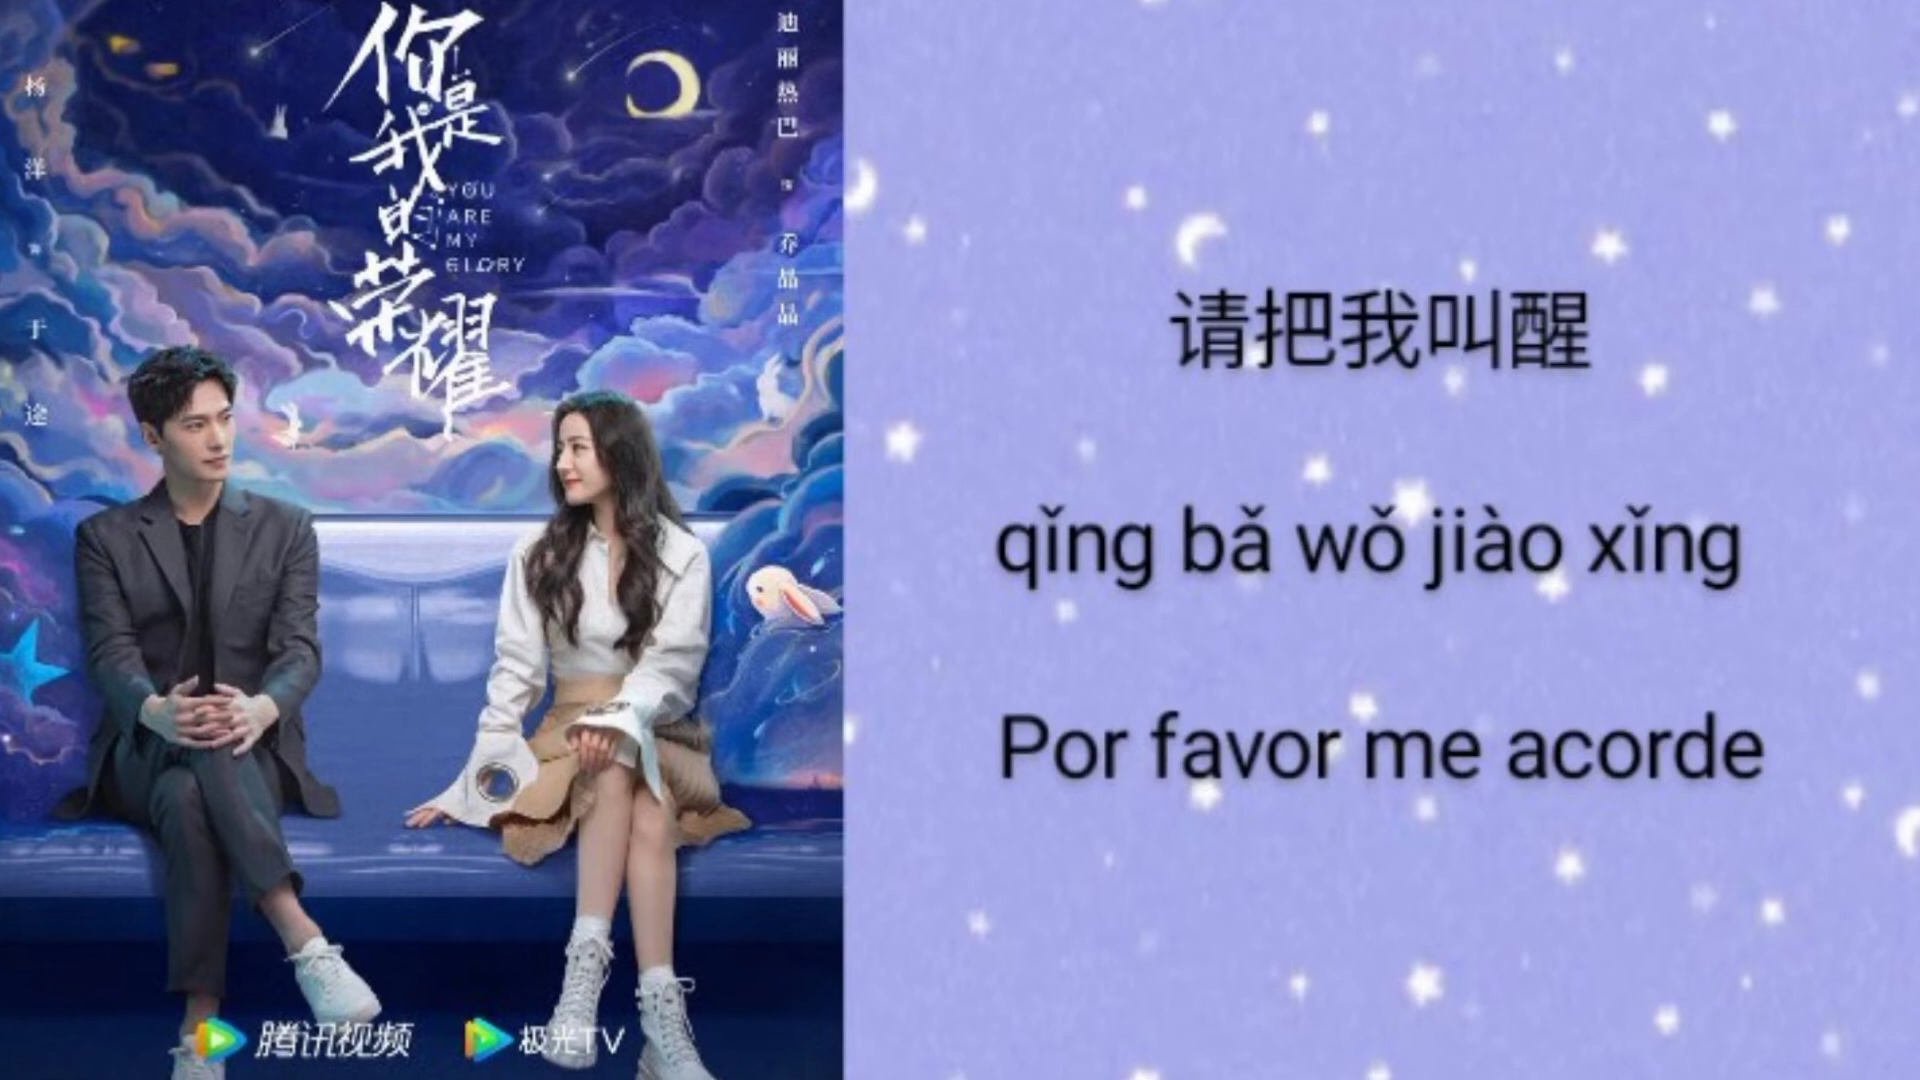 杨洋 饰 于途
你是我的荣耀
YOU
ARE
MY
GLORY
迪丽热巴 饰 乔晶晶
腾讯视频
极光TV
请把我叫醒
qǐng bǎ wǒ jiào xǐng
Por favor me acorde